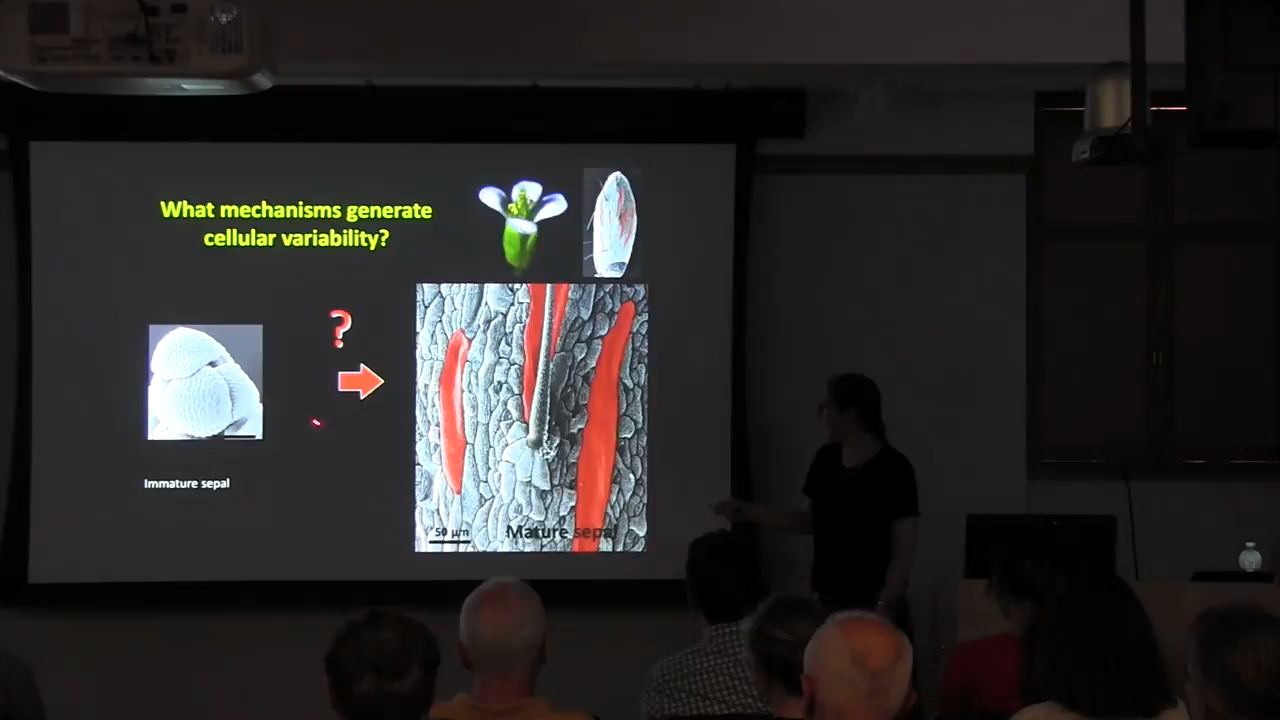 What mechanisms generate
cellular variability?
?
Immature sepal
50 µm
Mature sepal